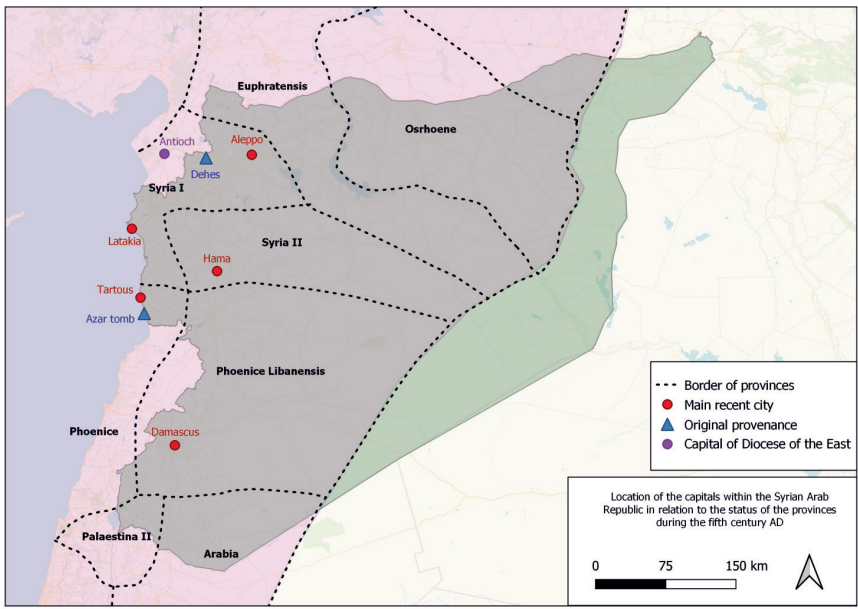 Euphratensis
Osrhoene
Antioch
Aleppo
Dehes
Syria I
Latakia
Syria II
Hama
Tartous
Azar tomb
Phoenice Libanensis
Phoenice
Damascus
Palaestina II
Arabia
Border of provinces
Main recent city
Original provenance
Capital of Diocese of the East
Location of the capitals within the Syrian Arab
Republic in relation to the status of the provinces
during the fifth century AD
0 75 150 km